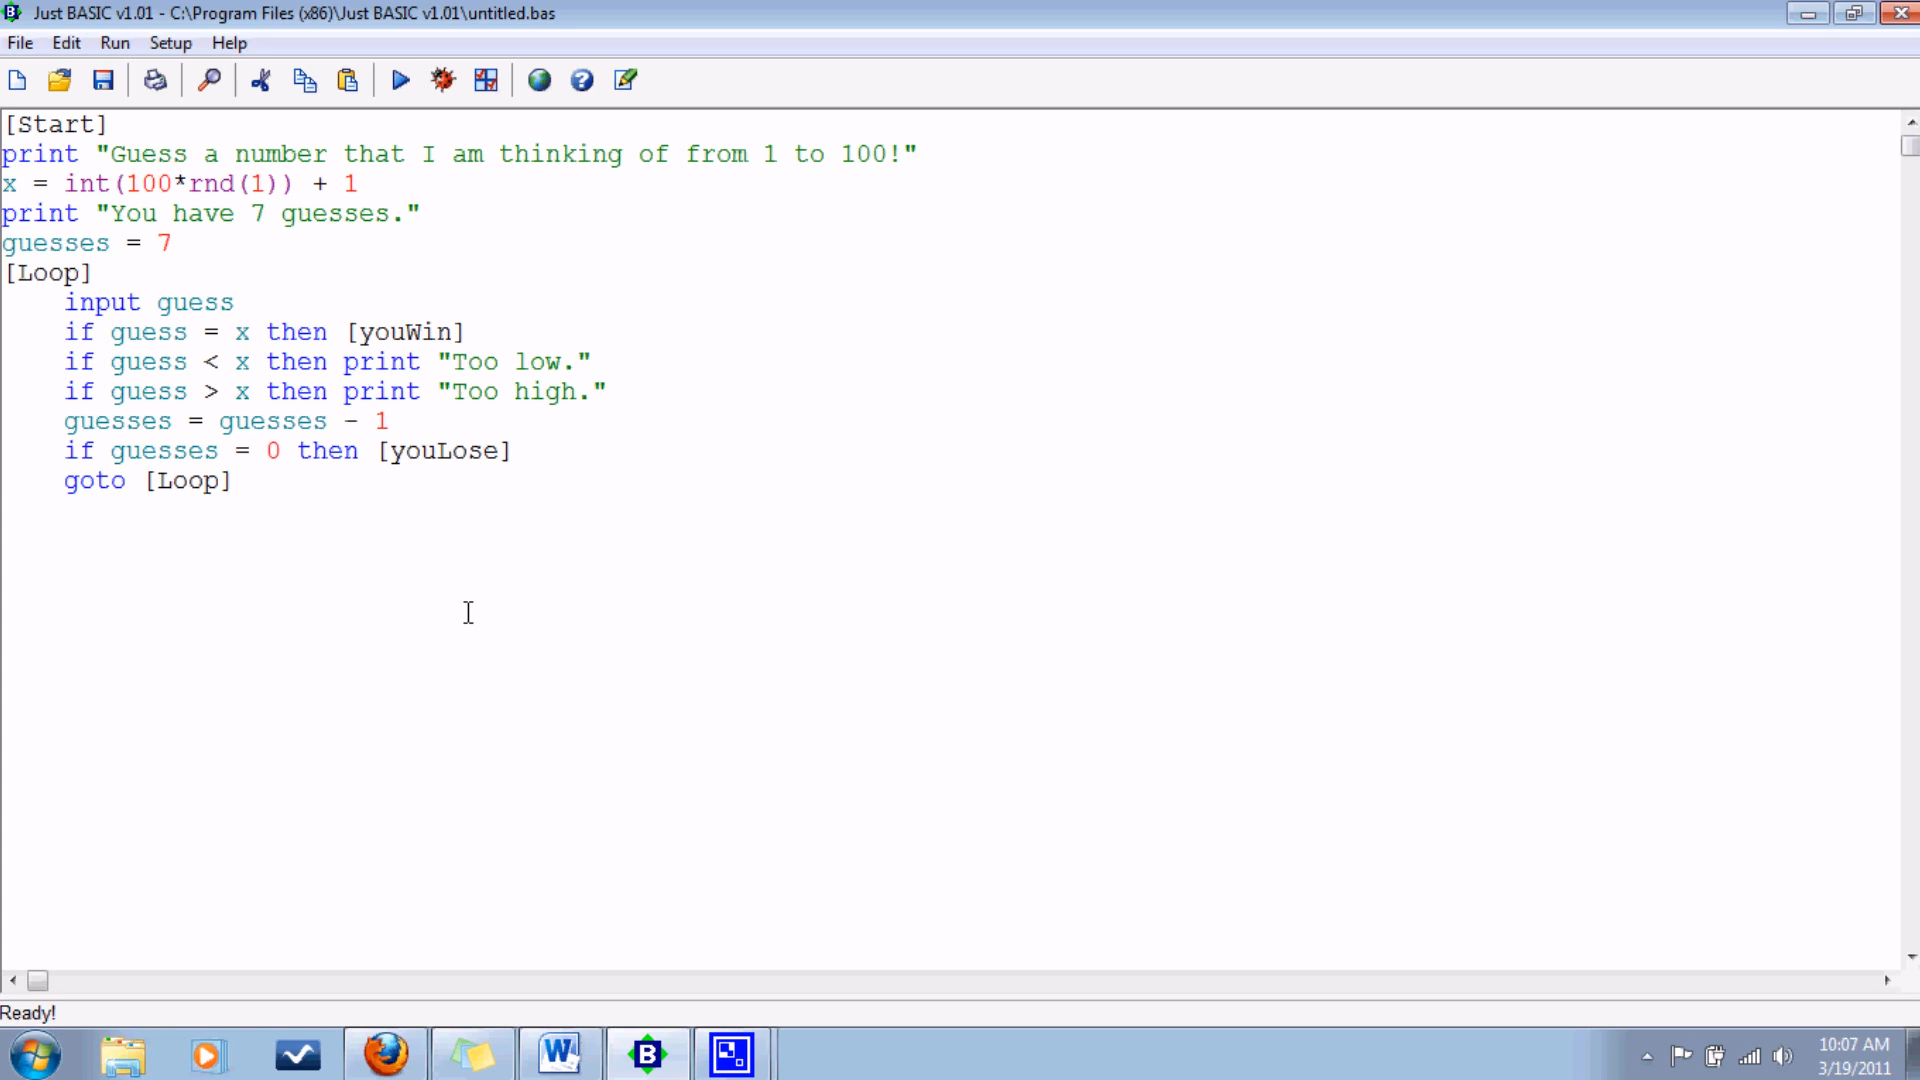 Just BASIC v1.01 - C:\Program Files (x86)\Just BASIC v1.01\untitled.bas
File Edit Run Setup Help
[Start]
print "Guess a number that I am thinking of from 1 to 100!"
x = int(100*rnd(1)) + 1
print "You have 7 guesses."
guesses = 7
[Loop]
    input guess
    if guess = x then [youWin]
    if guess < x then print "Too low."
    if guess > x then print "Too high."
    guesses = guesses - 1
    if guesses = 0 then [youLose]
    goto [Loop]
Ready!
10:07 AM
3/19/2011